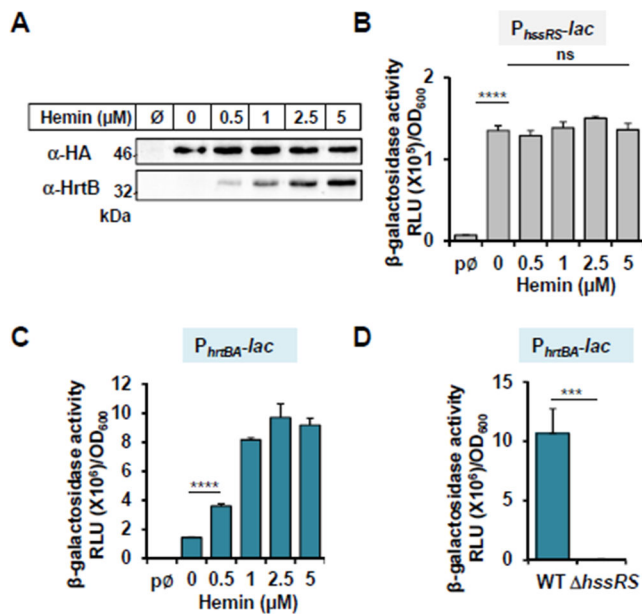 A
Hemin (µM) Ø 0 0.5 1 2.5 5
α-HA 46
α-HrtB 32
kDa
B
PhssRS-lac
ns
****
β-galactosidase activity
RLU (X10⁵)/OD600
2
1
0
pø 0 0.5 1 2.5 5
Hemin (µM)
C
PhrtBA-lac
β-galactosidase activity
RLU (X10⁶)/OD600
12
10
8
6
4
2
0
****
pø 0 0.5 1 2.5 5
Hemin (µM)
D
PhrtBA-lac
β-galactosidase activity
RLU (X10⁶)/OD600
15
10
5
0
***
WT ΔhssRS